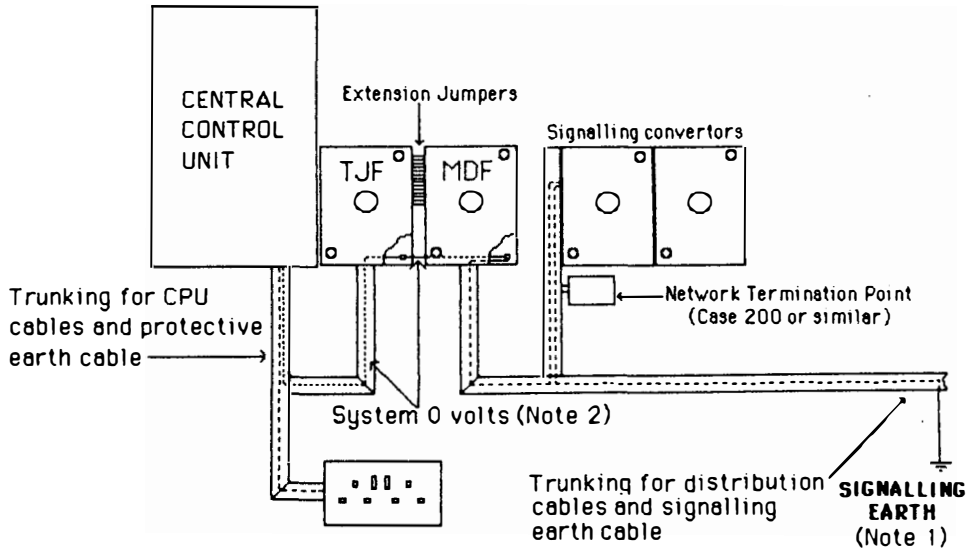 CENTRAL
CONTROL
UNIT
Extension Jumpers
Signalling convertors
TJF
MDF
Trunking for CPU
cables and protective
earth cable
Network Termination Point
(Case 200 or similar)
System 0 volts (Note 2)
Trunking for distribution
cables and signalling
earth cable
SIGNALLING
EARTH
(Note 1)